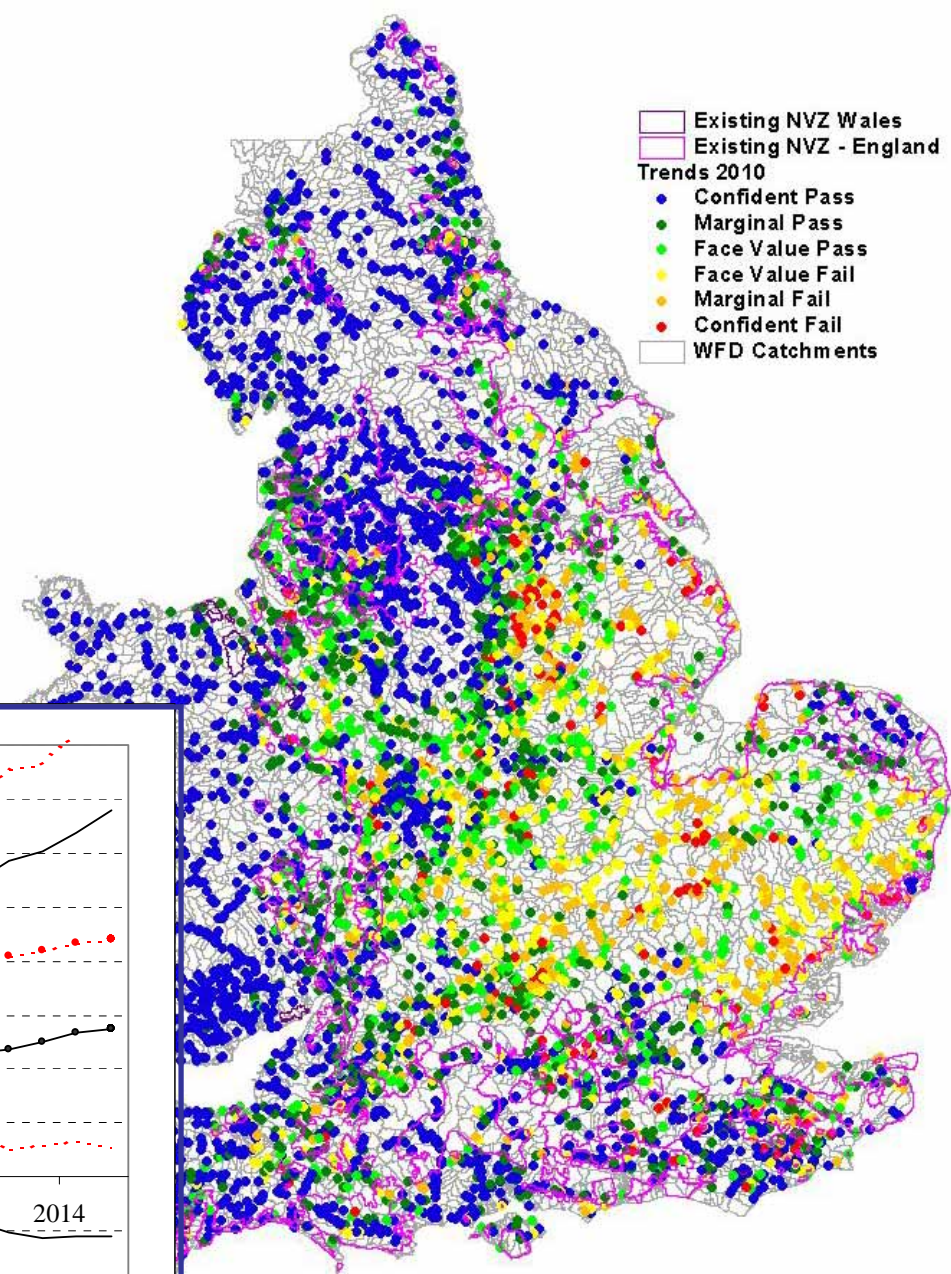 Existing NVZ Wales
Existing NVZ - England
Trends 2010
Confident Pass
Marginal Pass
Face Value Pass
Face Value Fail
Marginal Fail
Confident Fail
WFD Catchments
2014